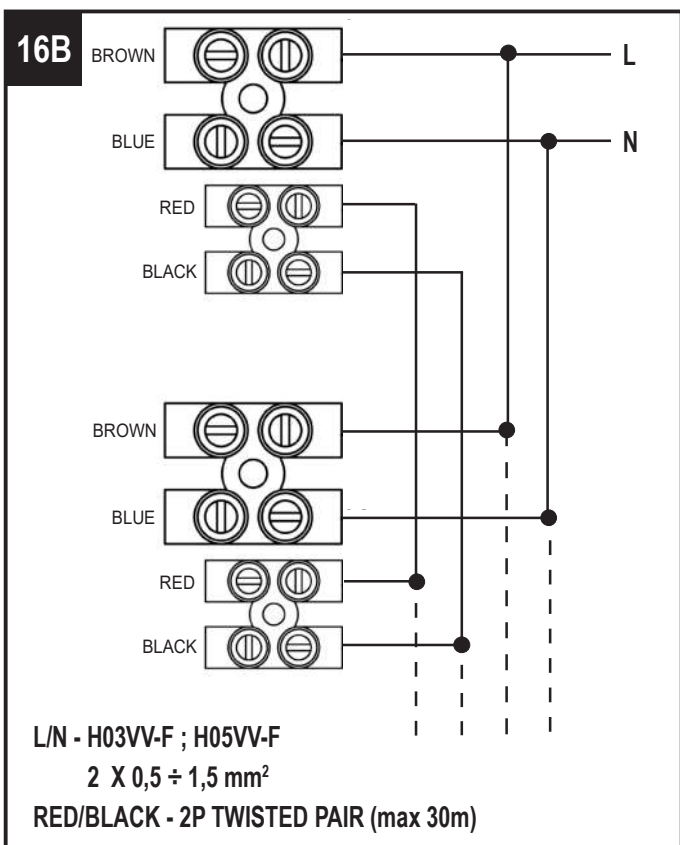 16B
BROWN
L
BLUE
N
RED
BLACK
BROWN
BLUE
RED
BLACK
L/N - H03VV-F ; H05VV-F
2 X 0,5 ÷ 1,5 mm²
RED/BLACK - 2P TWISTED PAIR (max 30m)